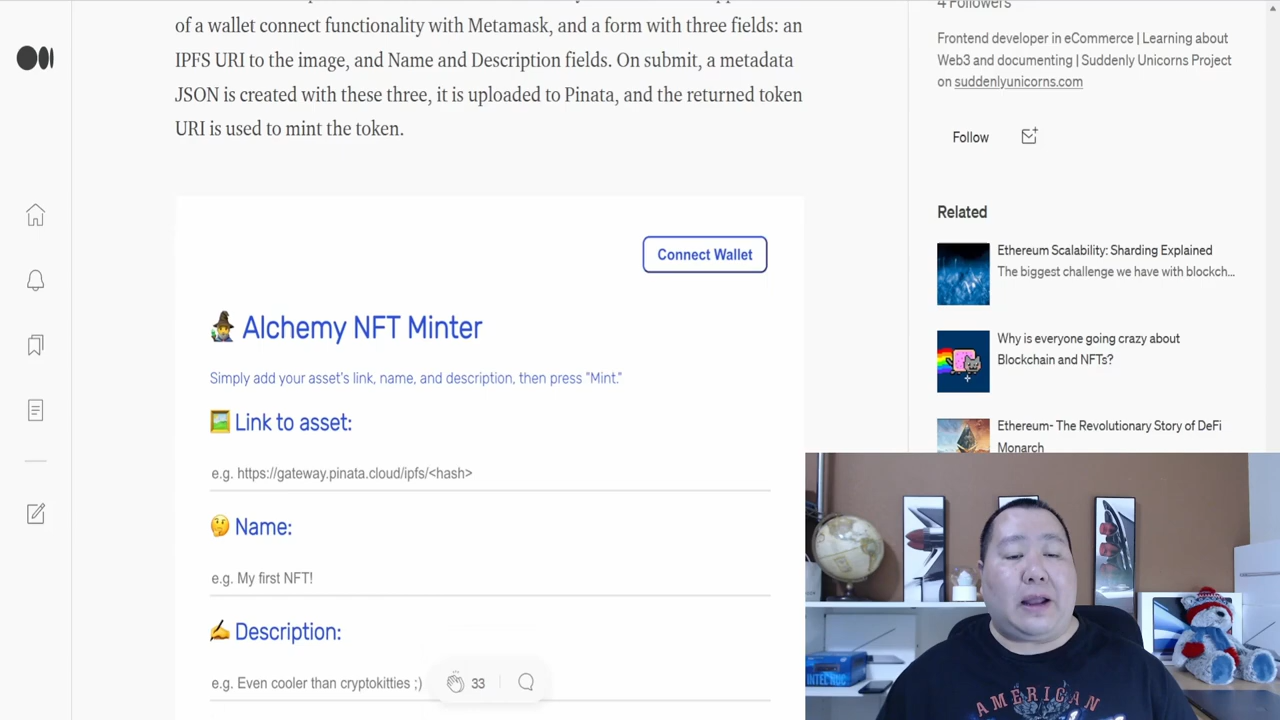 of a wallet connect functionality with Metamask, and a form with three fields: an
IPFS URI to the image, and Name and Description fields. On submit, a metadata
JSON is created with these three, it is uploaded to Pinata, and the returned token
URI is used to mint the token.
Connect Wallet
Alchemy NFT Minter
Simply add your asset's link, name, and description, then press "Mint."
Link to asset:
e.g. https://gateway.pinata.cloud/ipfs/<hash>
Name:
e.g. My first NFT!
Description:
e.g. Even cooler than cryptokitties ;)
33
4 Followers
Frontend developer in eCommerce | Learning about
Web3 and documenting | Suddenly Unicorns Project
on suddenlyunicorns.com
Follow
Related
Ethereum Scalability: Sharding Explained
The biggest challenge we have with blockch...
Why is everyone going crazy about
Blockchain and NFTs?
Ethereum- The Revolutionary Story of DeFi
Monarch
INTEL NUC
AMERICAN